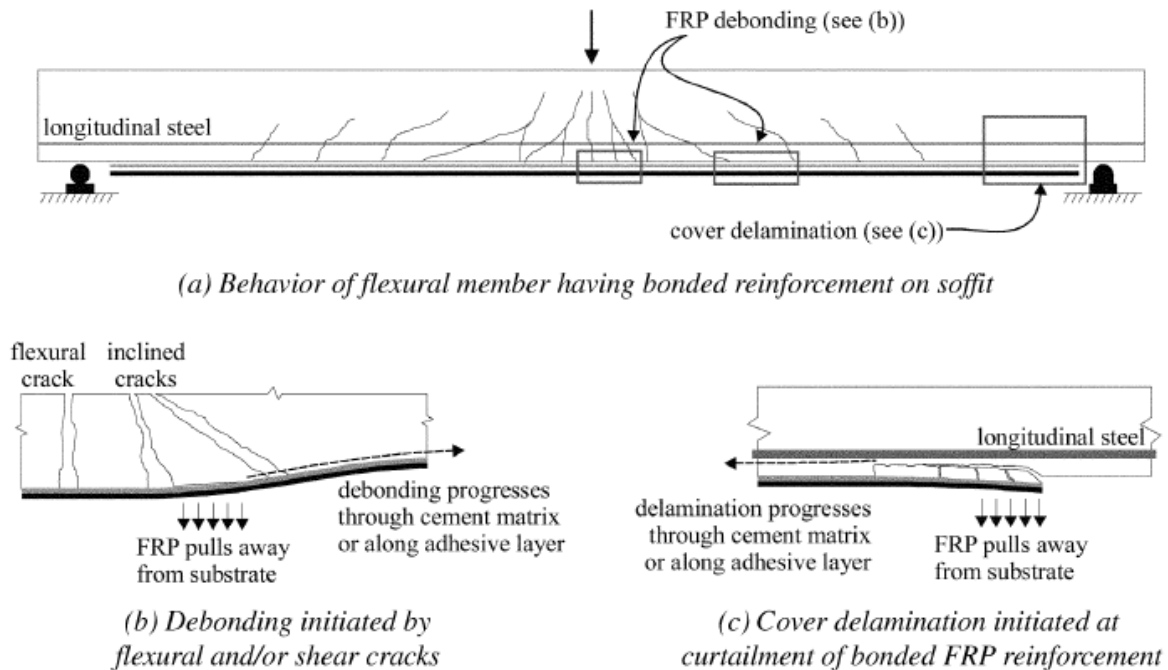 FRP debonding (see (b))
longitudinal steel
cover delamination (see (c))
(a) Behavior of flexural member having bonded reinforcement on soffit
flexural
crack
inclined
cracks
debonding progresses
through cement matrix
or along adhesive layer
FRP pulls away
from substrate
(b) Debonding initiated by
flexural and/or shear cracks
longitudinal steel
delamination progresses
through cement matrix
or along adhesive layer
FRP pulls away
from substrate
(c) Cover delamination initiated at
curtailment of bonded FRP reinforcement